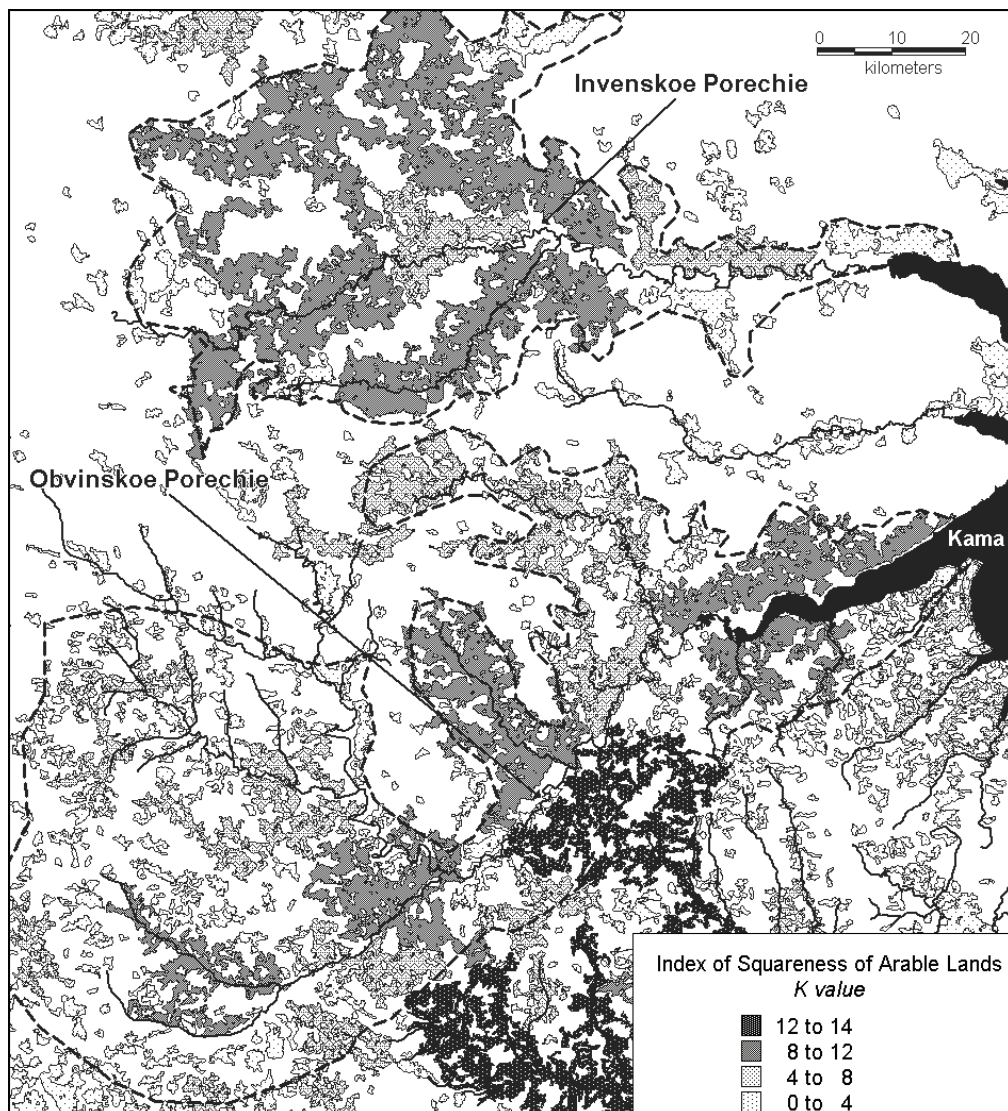 0 10 20
kilometers
Invenskoe Porechie
Obvinskoe Porechie
Kama
Index of Squareness of Arable Lands
K value
12 to 14
8 to 12
4 to 8
0 to 4